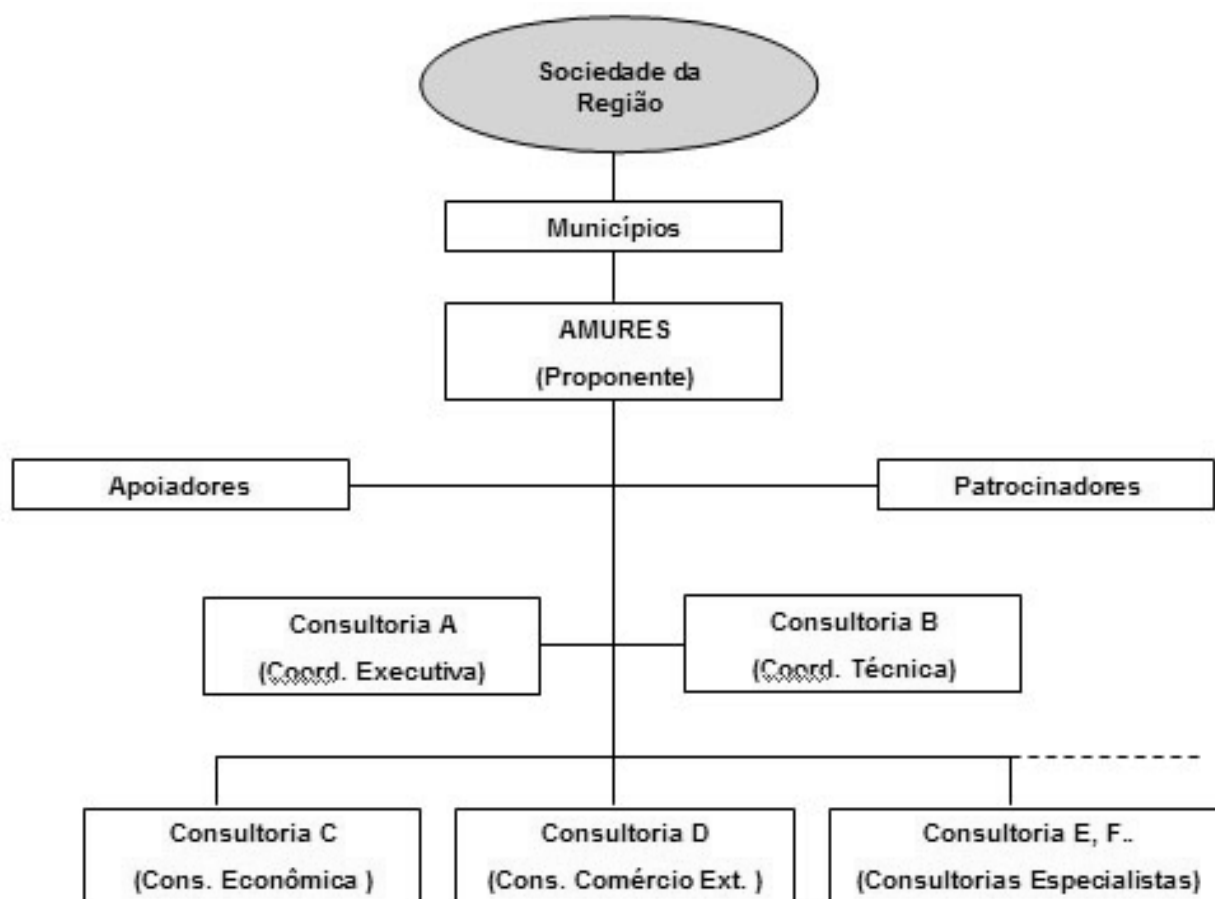 Sociedade da
Região
Municípios
AMURES
(Proponente)
Apoiadores
Patrocinadores
Consultoria A
(Coord. Executiva)
Consultoria B
(Coord. Técnica)
Consultoria C
(Cons. Econômica )
Consultoria D
(Cons. Comércio Ext. )
Consultoria E, F..
(Consultorias Especialistas)